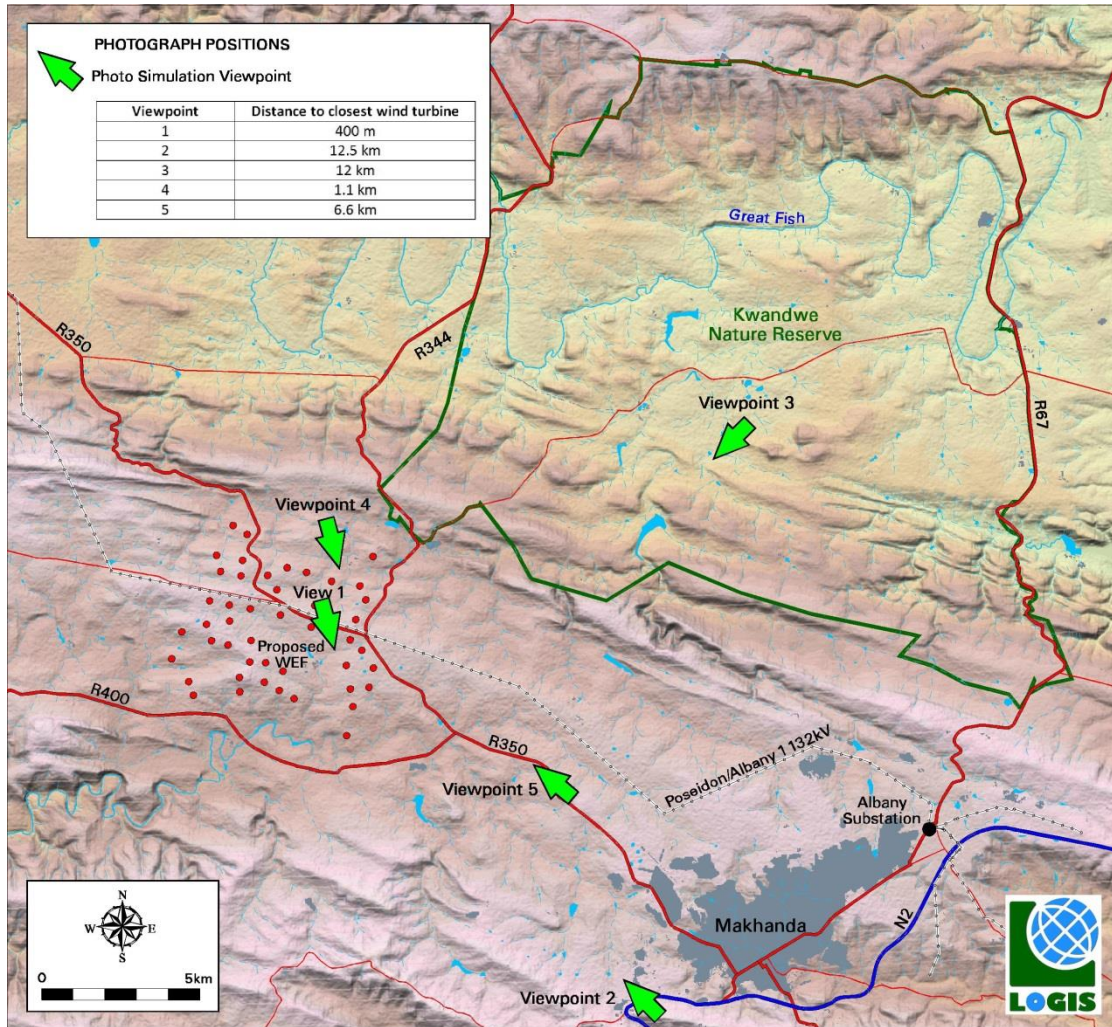 PHOTOGRAPH POSITIONS
Photo Simulation Viewpoint
Viewpoint Distance to closest wind turbine
1 400 m
2 12.5 km
3 12 km
4 1.1 km
5 6.6 km
Great Fish
Kwandwe
Nature Reserve
R350
R344
Viewpoint 3
R67
Viewpoint 4
View 1
Proposed
WEF
R400
R350
Viewpoint 5
Poseidon/Albany 1 132kV
Albany
Substation
N2
Makhanda
Viewpoint 2
N
W E
S
0 5km
LOGIS